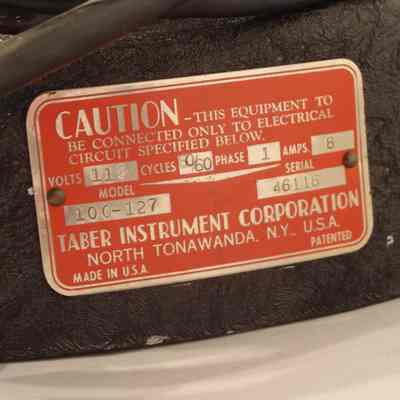 CAUTION - THIS EQUIPMENT TO
BE CONNECTED ONLY TO ELECTRICAL
CIRCUIT SPECIFIED BELOW.
VOLTS 115 CYCLES 60 PHASE 1 AMPS 8
MODEL SERIAL
100-127 46116
TABER INSTRUMENT CORPORATION
NORTH TONAWANDA, N.Y., U.S.A.
MADE IN U.S.A. PATENTED